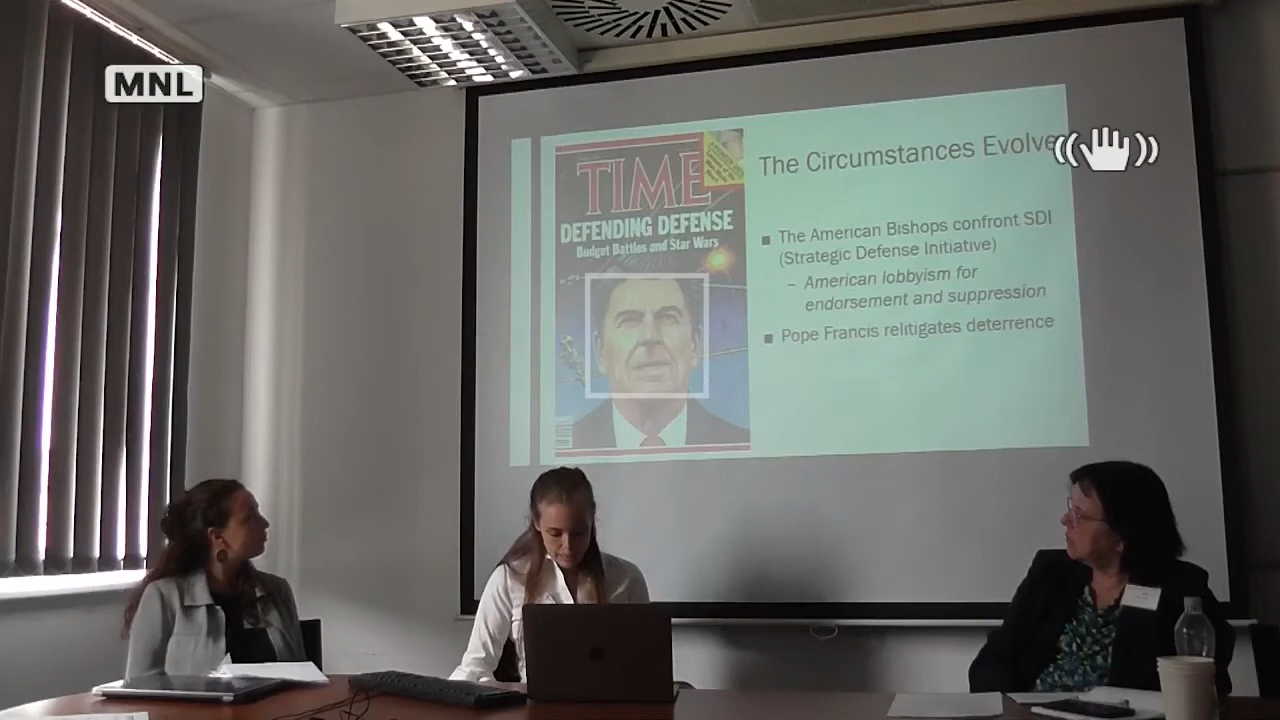 MNL
TIME
DEFENDING DEFENSE
Budget Battles and Star Wars
The Circumstances Evolve
■ The American Bishops confront SDI
(Strategic Defense Initiative)
– American lobbyism for
endorsement and suppression
■ Pope Francis relitigates deterrence